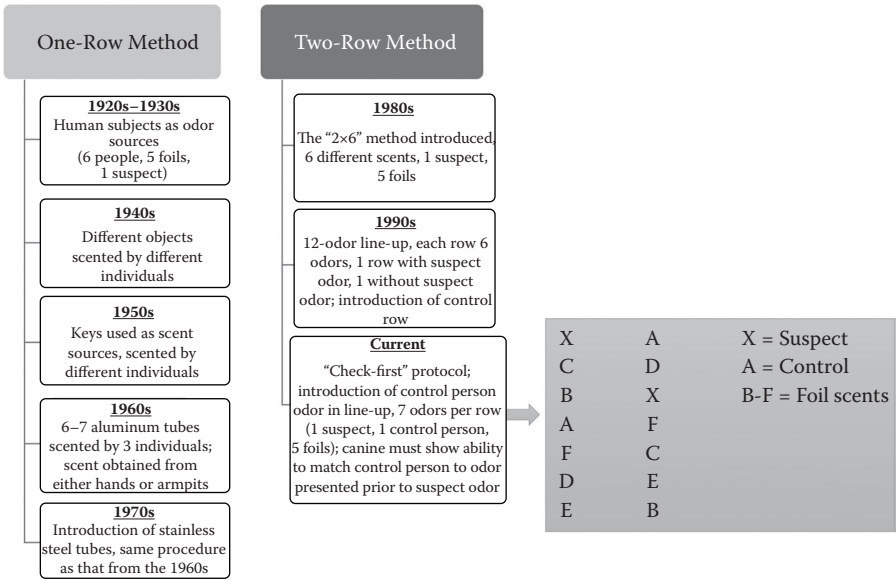 One-Row Method
1920s–1930s
Human subjects as odor
sources
(6 people, 5 foils,
1 suspect)
1940s
Different objects
scented by different
individuals
1950s
Keys used as scent
sources, scented by
different individuals
1960s
6–7 aluminum tubes
scented by 3 individuals;
scent obtained from
either hands or armpits
1970s
Introduction of stainless
steel tubes, same procedure
as that from the 1960s
Two-Row Method
1980s
The “2×6” method introduced,
6 different scents, 1 suspect,
5 foils
1990s
12-odor line-up, each row 6
odors, 1 row with suspect
odor, 1 without suspect
odor; introduction of control
row
Current
“Check-first” protocol;
introduction of control person
odor in line-up, 7 odors per row
(1 suspect, 1 control person,
5 foils); canine must show ability
to match control person to odor
presented prior to suspect odor
X A X = Suspect
C D A = Control
B X B-F = Foil scents
A F
F C
D E
E B